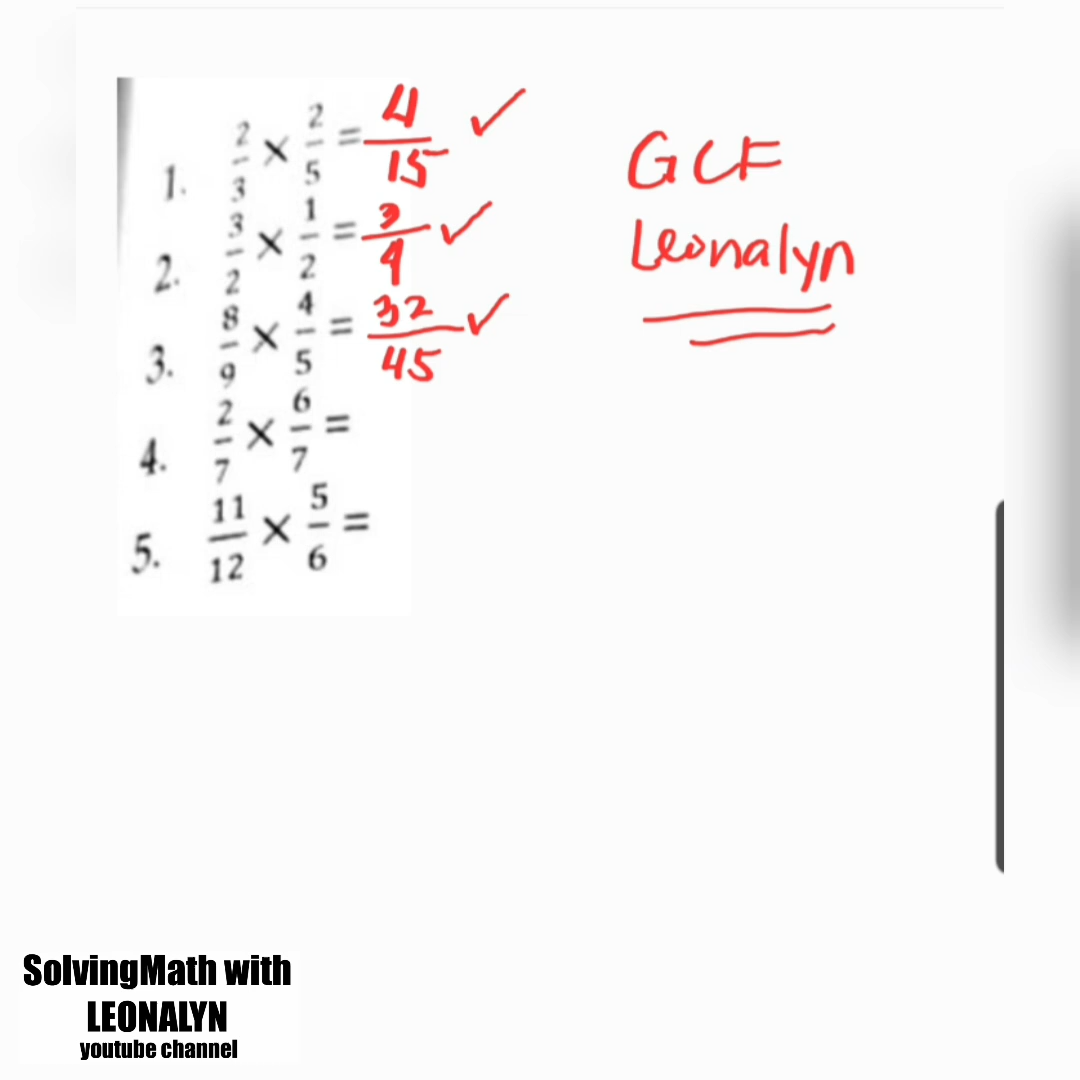 1. 2/3 × 2/5 = 4/15 ✓
2. 3/2 × 1/2 = 3/4 ✓
3. 8/9 × 4/5 = 32/45 ✓
4. 2/7 × 6/7 =
5. 11/12 × 5/6 =
GCF
Leonalyn
SolvingMath with
LEONALYN
youtube channel